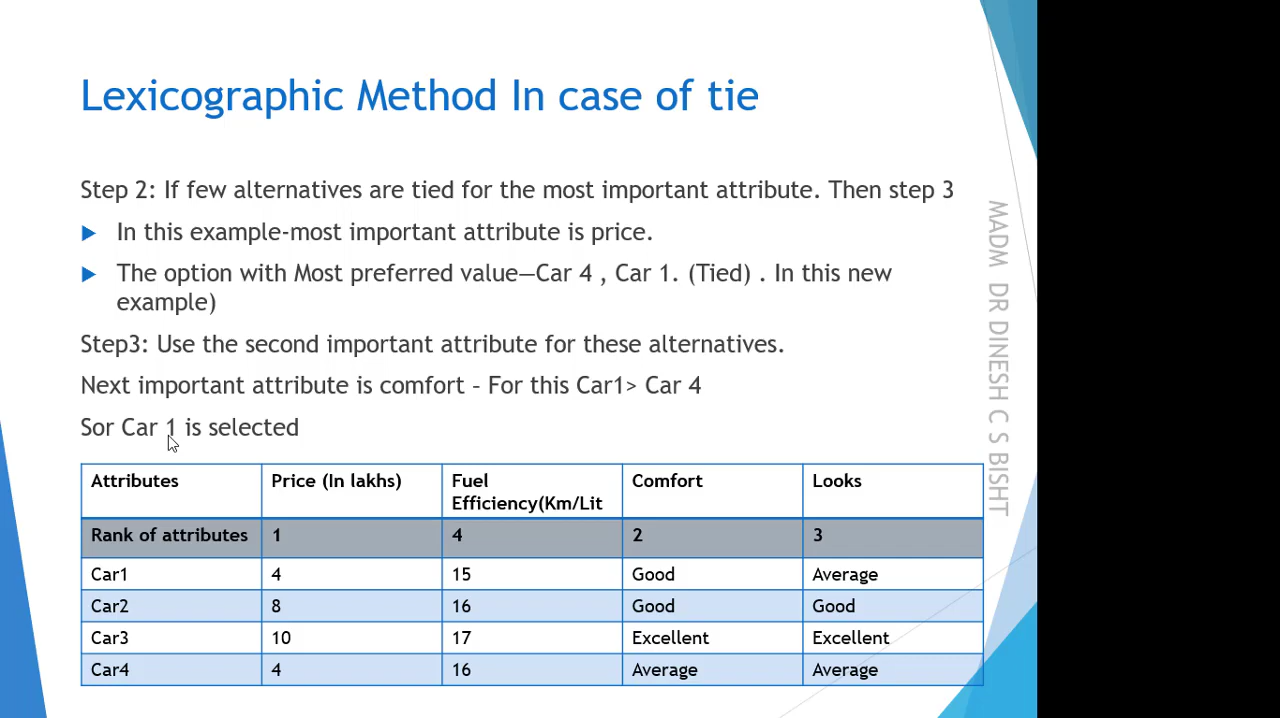 Lexicographic Method In case of tie
Step 2: If few alternatives are tied for the most important attribute. Then step 3
In this example-most important attribute is price.
The option with Most preferred value—Car 4 , Car 1. (Tied) . In this new
example)
Step3: Use the second important attribute for these alternatives.
Next important attribute is comfort – For this Car1> Car 4
Sor Car 1 is selected
Attributes Price (In lakhs) Fuel Efficiency(Km/Lit Comfort Looks
Rank of attributes 1 4 2 3
Car1 4 15 Good Average
Car2 8 16 Good Good
Car3 10 17 Excellent Excellent
Car4 4 16 Average Average
MADM DR DINESH C S BISHT